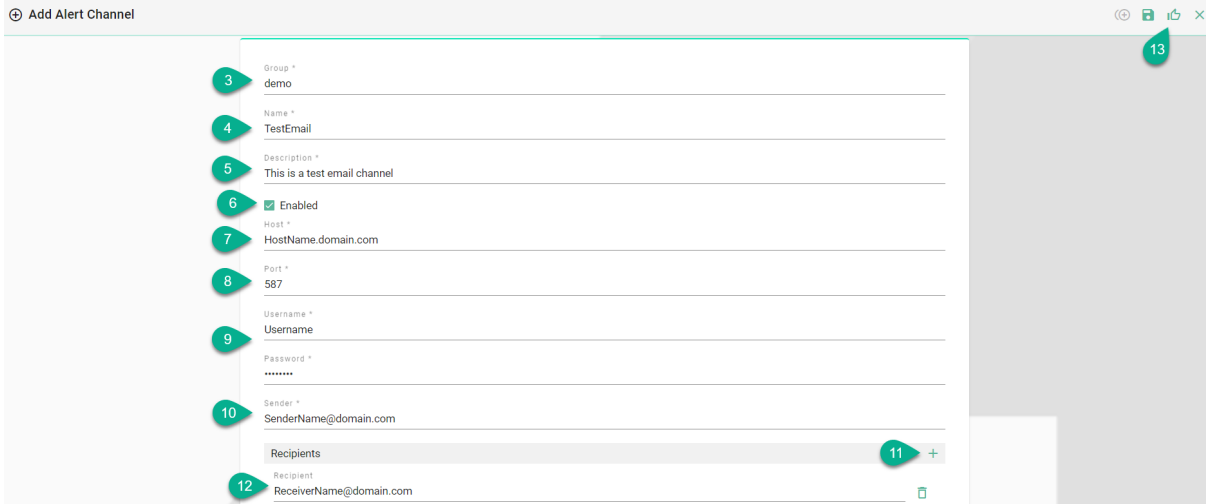 Add Alert Channel
13
Group *
3
demo
Name *
4
TestEmail
Description *
5
This is a test email channel
6
Enabled
Host *
7
HostName.domain.com
Port *
8
587
Username *
Username
9
Password *
••••••••
Sender *
10
SenderName@domain.com
Recipients
11
Recipient
12
ReceiverName@domain.com